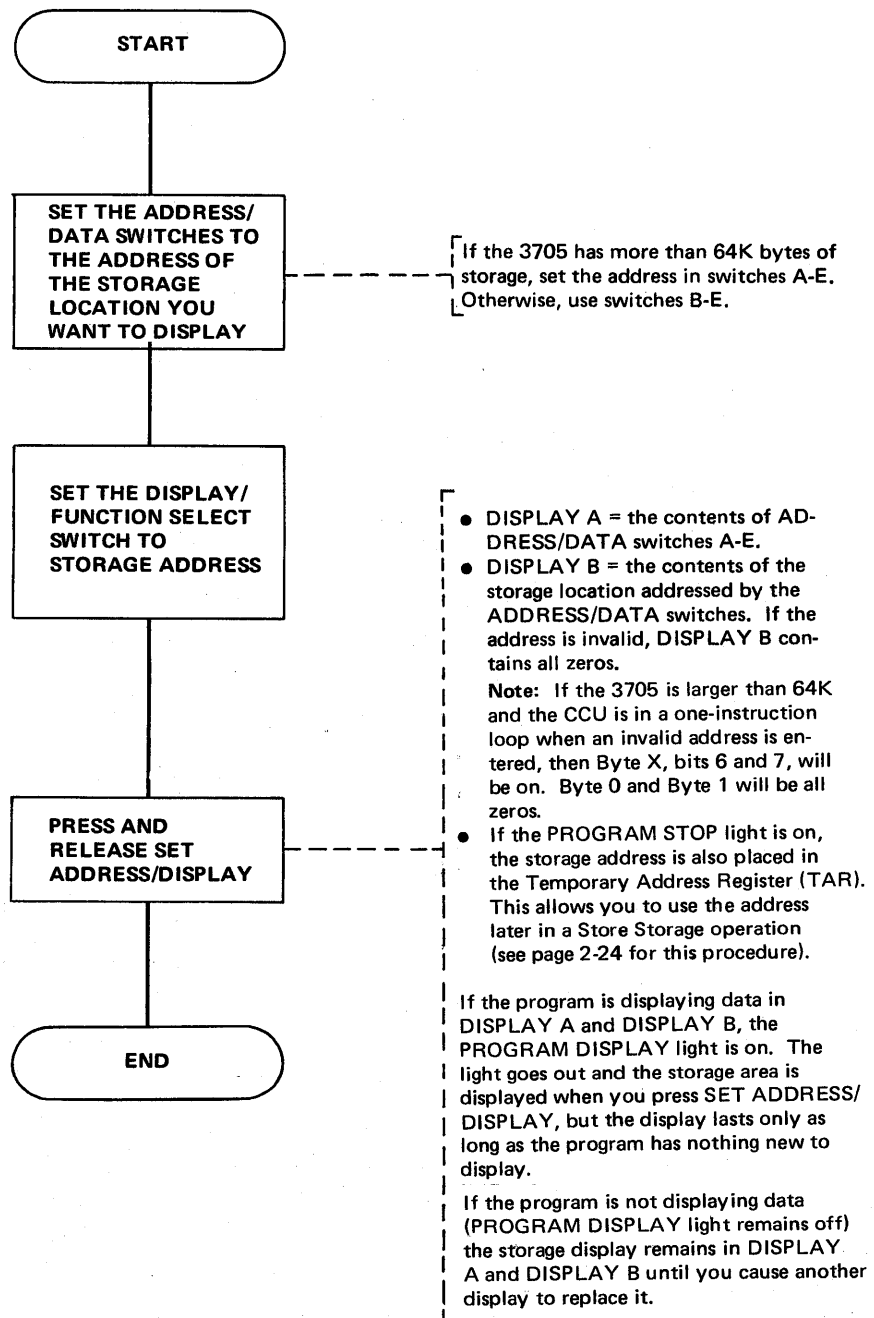 START
SET THE ADDRESS/
DATA SWITCHES TO
THE ADDRESS OF
THE STORAGE
LOCATION YOU
WANT TO DISPLAY
If the 3705 has more than 64K bytes of
storage, set the address in switches A-E.
Otherwise, use switches B-E.
SET THE DISPLAY/
FUNCTION SELECT
SWITCH TO
STORAGE ADDRESS
PRESS AND
RELEASE SET
ADDRESS/DISPLAY
● DISPLAY A = the contents of AD-
DRESS/DATA switches A-E.
● DISPLAY B = the contents of the
storage location addressed by the
ADDRESS/DATA switches. If the
address is invalid, DISPLAY B con-
tains all zeros.
Note: If the 3705 is larger than 64K
and the CCU is in a one-instruction
loop when an invalid address is en-
tered, then Byte X, bits 6 and 7, will
be on. Byte 0 and Byte 1 will be all
zeros.
● If the PROGRAM STOP light is on,
the storage address is also placed in
the Temporary Address Register (TAR).
This allows you to use the address
later in a Store Storage operation
(see page 2-24 for this procedure).
If the program is displaying data in
DISPLAY A and DISPLAY B, the
PROGRAM DISPLAY light is on. The
light goes out and the storage area is
displayed when you press SET ADDRESS/
DISPLAY, but the display lasts only as
long as the program has nothing new to
display.
If the program is not displaying data
(PROGRAM DISPLAY light remains off)
the storage display remains in DISPLAY
A and DISPLAY B until you cause another
display to replace it.
END